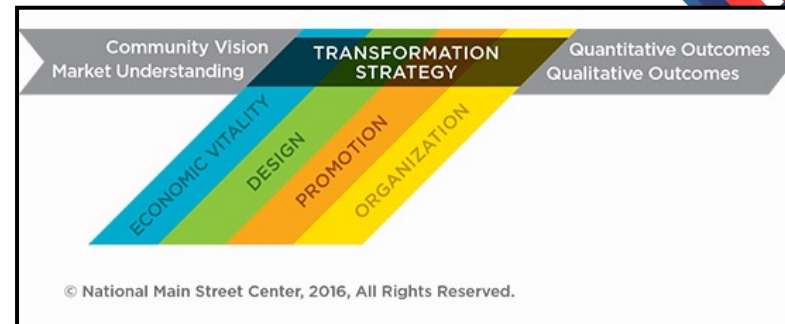 Community Vision
Market Understanding
TRANSFORMATION
STRATEGY
Quantitative Outcomes
Qualitative Outcomes
ECONOMIC VITALITY
DESIGN
PROMOTION
ORGANIZATION
© National Main Street Center, 2016, All Rights Reserved.